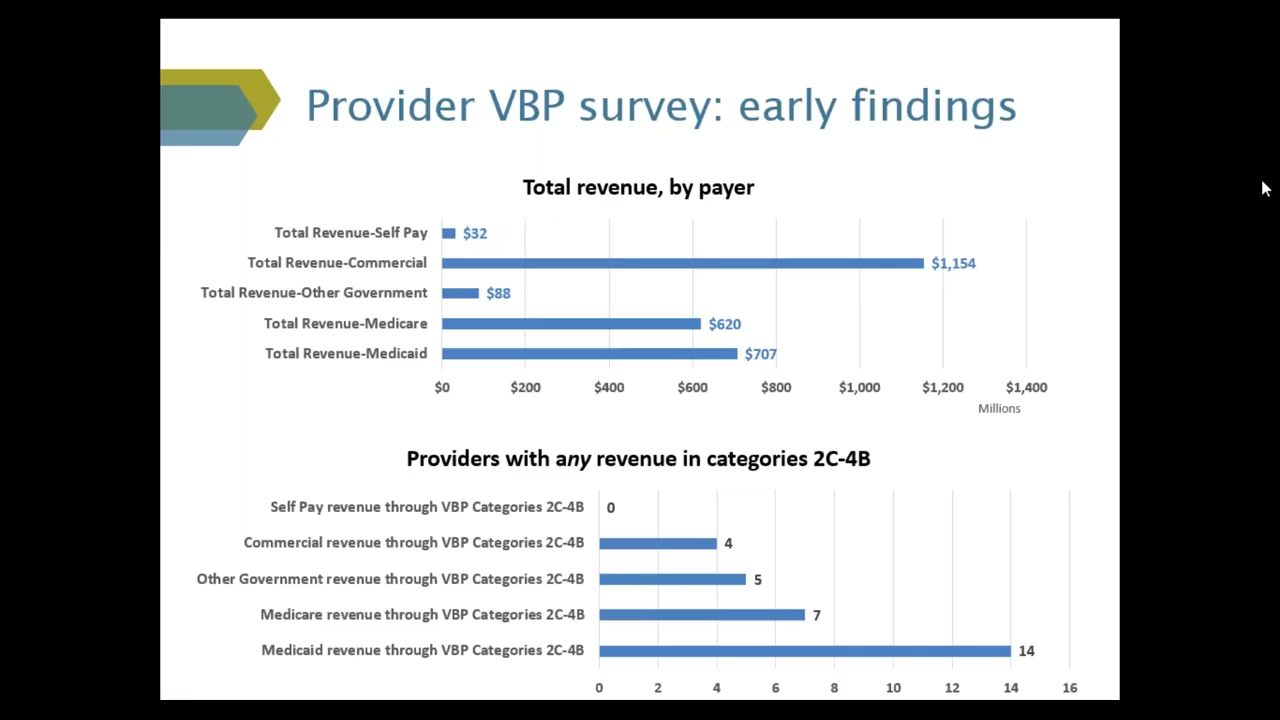 Provider VBP survey: early findings
Total revenue, by payer
Total Revenue-Self Pay $32
Total Revenue-Commercial $1,154
Total Revenue-Other Government $88
Total Revenue-Medicare $620
Total Revenue-Medicaid $707
$0 $200 $400 $600 $800 $1,000 $1,200 $1,400
Millions
Providers with any revenue in categories 2C-4B
Self Pay revenue through VBP Categories 2C-4B 0
Commercial revenue through VBP Categories 2C-4B 4
Other Government revenue through VBP Categories 2C-4B 5
Medicare revenue through VBP Categories 2C-4B 7
Medicaid revenue through VBP Categories 2C-4B 14
0 2 4 6 8 10 12 14 16